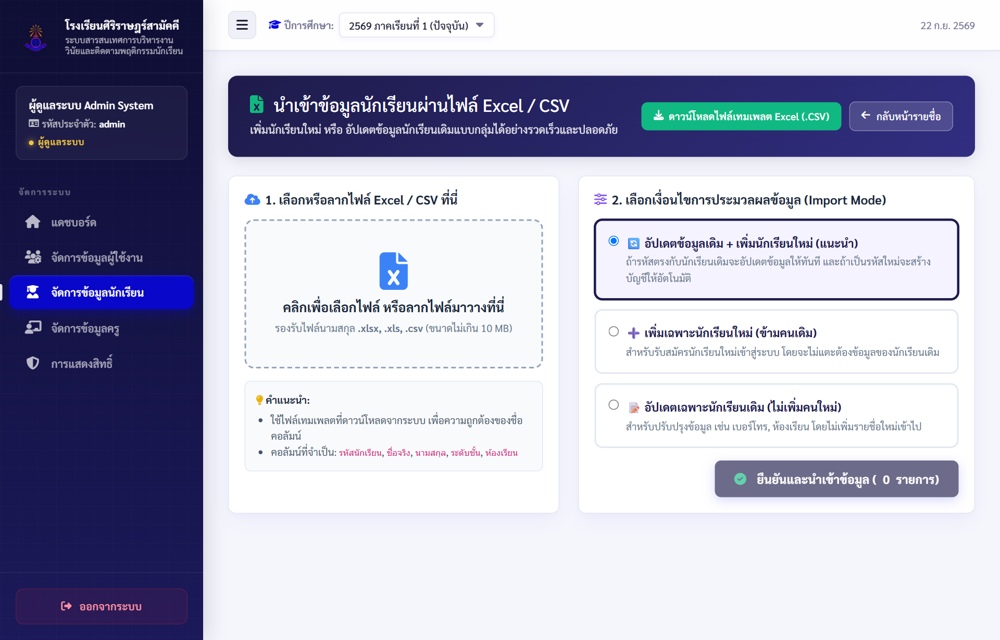 โรงเรียนศิริราษฎร์สามัคคี
ระบบสารสนเทศการบริหารงาน
วินัยและติดตามพฤติกรรมนักเรียน
ผู้ดูแลระบบ Admin System
รหัสประจำตัว: admin
ผู้ดูแลระบบ
จัดการระบบ
แดชบอร์ด
จัดการข้อมูลผู้ใช้งาน
จัดการข้อมูลนักเรียน
จัดการข้อมูลครู
การแสดงสิทธิ์
ออกจากระบบ
ปีการศึกษา: 2569 ภาคเรียนที่ 1 (ปัจจุบัน)
22 ก.ย. 2569
นำเข้าข้อมูลนักเรียนผ่านไฟล์ Excel / CSV
เพิ่มนักเรียนใหม่ หรือ อัปเดตข้อมูลนักเรียนเดิมแบบกลุ่มได้อย่างรวดเร็วและปลอดภัย
ดาวน์โหลดไฟล์เทมเพลต Excel (.CSV)
กลับหน้ารายชื่อ
1. เลือกหรือลากไฟล์ Excel / CSV ที่นี่
คลิกเพื่อเลือกไฟล์ หรือลากไฟล์มาวางที่นี่
รองรับไฟล์นามสกุล .xlsx, .xls, .csv (ขนาดไม่เกิน 10 MB)
คำแนะนำ:
ใช้ไฟล์เทมเพลตที่ดาวน์โหลดจากระบบ เพื่อความถูกต้องของชื่อ
คอลัมน์
คอลัมน์ที่จำเป็น: รหัสนักเรียน, ชื่อจริง, นามสกุล, ระดับชั้น, ห้องเรียน
2. เลือกเงื่อนไขการประมวลผลข้อมูล (Import Mode)
อัปเดตข้อมูลเดิม + เพิ่มนักเรียนใหม่ (แนะนำ)
ถ้ารหัสตรงกับนักเรียนเดิมจะอัปเดตข้อมูลให้ทันที และถ้าเป็นรหัสใหม่จะสร้าง
บัญชีให้อัตโนมัติ
เพิ่มเฉพาะนักเรียนใหม่ (ข้ามคนเดิม)
สำหรับรับสมัครนักเรียนใหม่เข้าสู่ระบบ โดยจะไม่แตะต้องข้อมูลของนักเรียนเดิม
อัปเดตเฉพาะนักเรียนเดิม (ไม่เพิ่มคนใหม่)
สำหรับปรับปรุงข้อมูล เช่น เบอร์โทร, ห้องเรียน โดยไม่เพิ่มรายชื่อใหม่เข้าไป
ยืนยันและนำเข้าข้อมูล ( 0 รายการ)